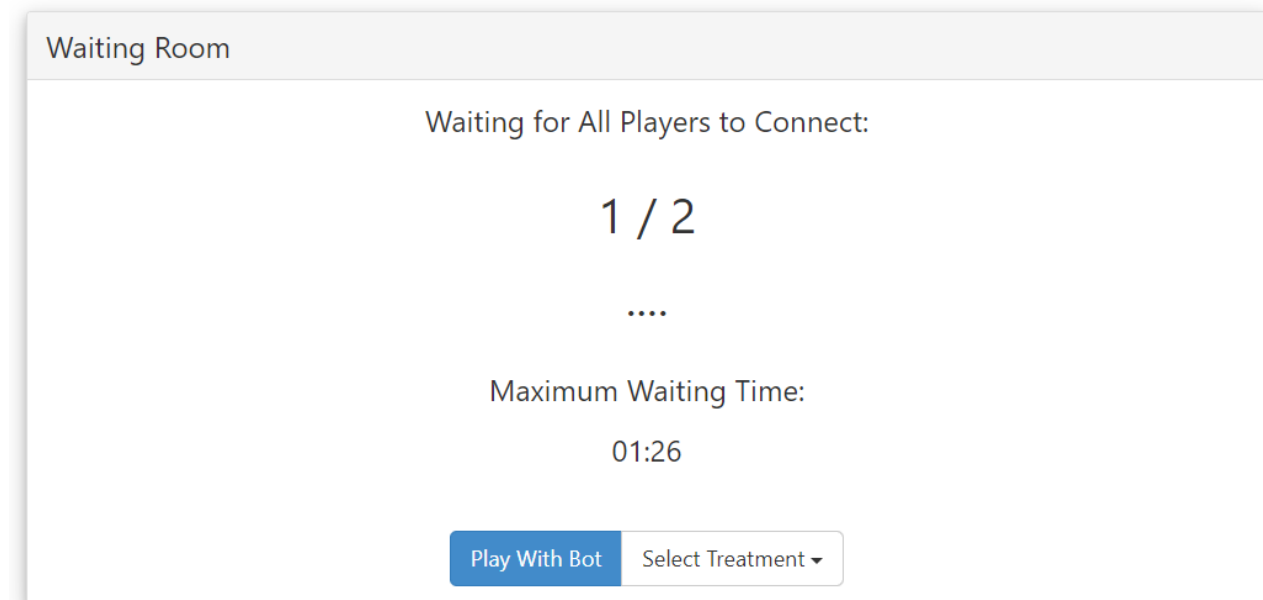 Waiting Room
Waiting for All Players to Connect:
1 / 2
....
Maximum Waiting Time:
01:26
Play With Bot Select Treatment